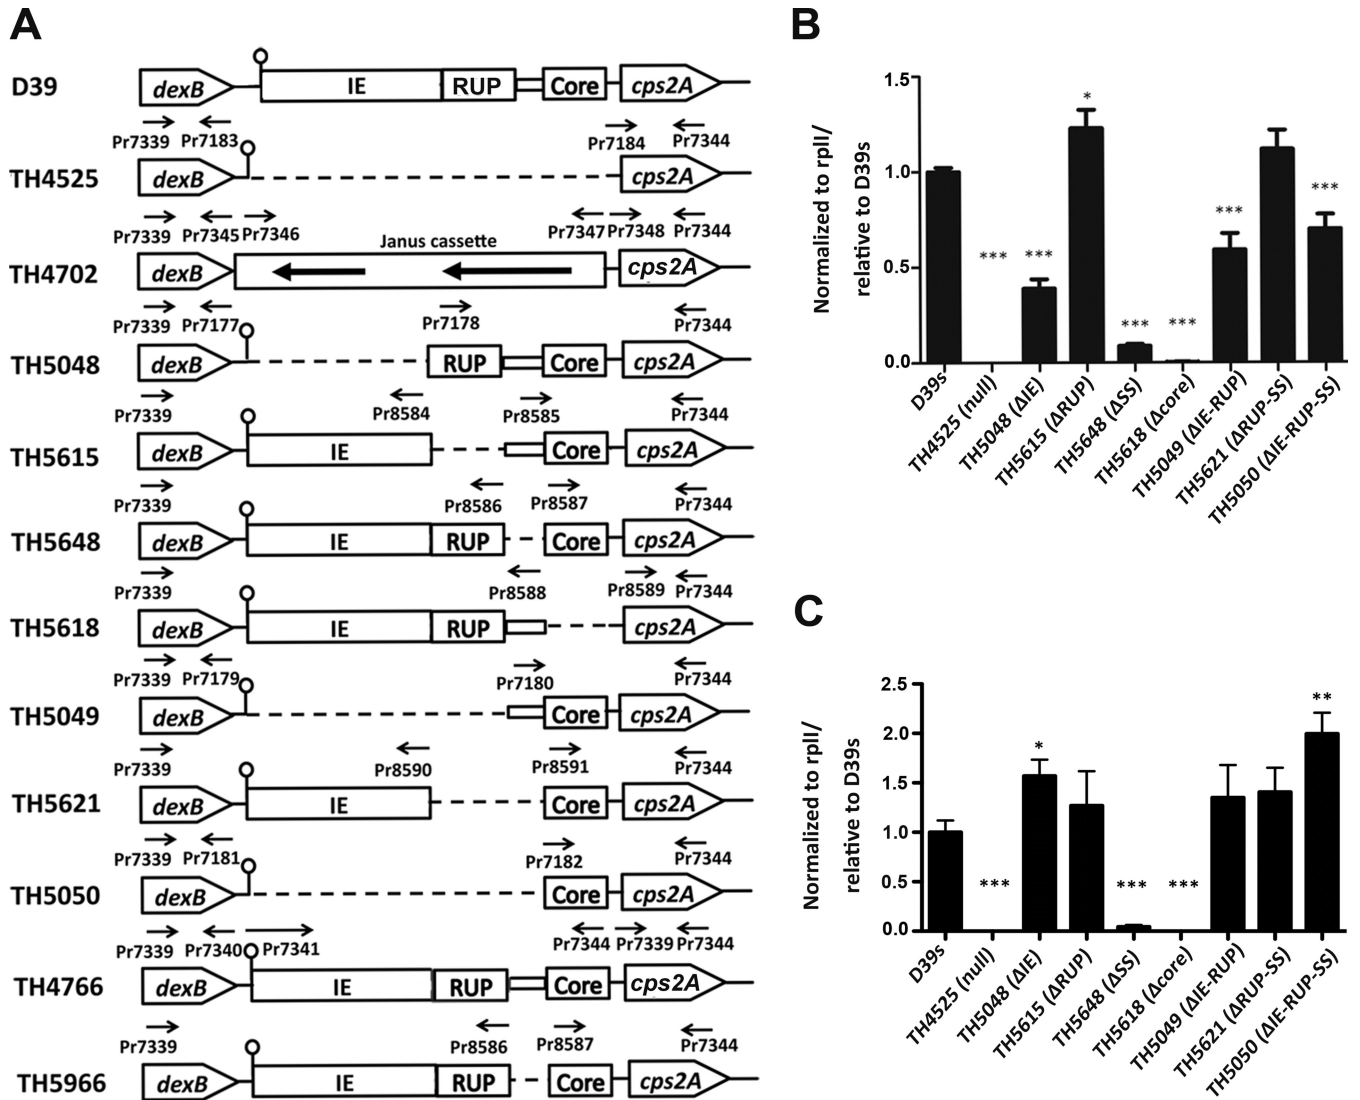 A
D39
dexB
IE
RUP
Core
cps2A
Pr7339
Pr7183
Pr7184
Pr7344
TH4525
dexB
cps2A
Pr7339
Pr7345
Pr7346
Janus cassette
Pr7347
Pr7348
Pr7344
TH4702
dexB
cps2A
Pr7339
Pr7177
Pr7178
Pr7344
TH5048
dexB
RUP
Core
cps2A
Pr7339
Pr8584
Pr8585
Pr7344
TH5615
dexB
IE
Core
cps2A
Pr7339
Pr8586
Pr8587
Pr7344
TH5648
dexB
IE
RUP
Core
cps2A
Pr7339
Pr8588
Pr8589
Pr7344
TH5618
dexB
IE
RUP
cps2A
Pr7339
Pr7179
Pr7180
Pr7344
TH5049
dexB
Core
cps2A
Pr7339
Pr8590
Pr8591
Pr7344
TH5621
dexB
IE
Core
cps2A
Pr7339
Pr7181
Pr7182
Pr7344
TH5050
dexB
Core
cps2A
Pr7339
Pr7340
Pr7341
Pr7344
Pr7339
Pr7344
TH4766
dexB
IE
RUP
Core
cps2A
Pr7339
Pr8586
Pr8587
Pr7344
TH5966
dexB
IE
RUP
Core
cps2A
B
Normalized to rplI/
relative to D39s
1.5
1.0
0.5
0.0
***
***
*
***
***
***
***
D39s
TH4525 (null)
TH5048 (ΔIE)
TH5615 (ΔRUP)
TH5648 (ΔSS)
TH5618 (Δcore)
TH5049 (ΔIE-RUP)
TH5621 (ΔRUP-SS)
TH5050 (ΔIE-RUP-SS)
C
Normalized to rplI/
relative to D39s
2.5
2.0
1.5
1.0
0.5
0.0
***
*
***
***
**
D39s
TH4525 (null)
TH5048 (ΔIE)
TH5615 (ΔRUP)
TH5648 (ΔSS)
TH5618 (Δcore)
TH5049 (ΔIE-RUP)
TH5621 (ΔRUP-SS)
TH5050 (ΔIE-RUP-SS)